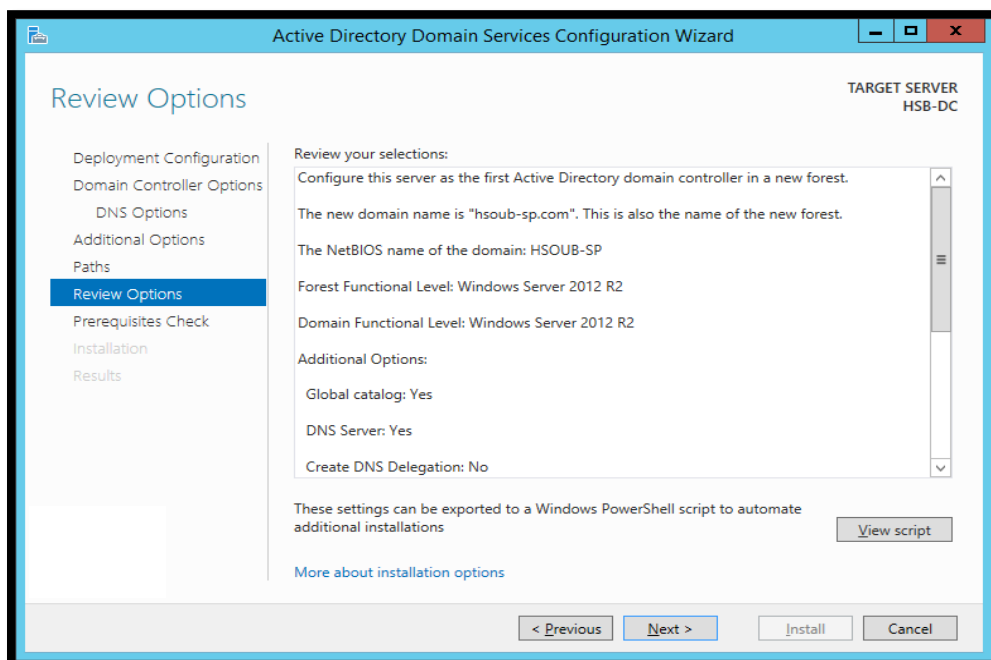 Active Directory Domain Services Configuration Wizard
Review Options
TARGET SERVER
HSB-DC
Deployment Configuration
Domain Controller Options
DNS Options
Additional Options
Paths
Review Options
Prerequisites Check
Installation
Results
Review your selections:
Configure this server as the first Active Directory domain controller in a new forest.
The new domain name is "hsoub-sp.com". This is also the name of the new forest.
The NetBIOS name of the domain: HSOUB-SP
Forest Functional Level: Windows Server 2012 R2
Domain Functional Level: Windows Server 2012 R2
Additional Options:
Global catalog: Yes
DNS Server: Yes
Create DNS Delegation: No
These settings can be exported to a Windows PowerShell script to automate
additional installations
View script
More about installation options
< Previous
Next >
Install
Cancel